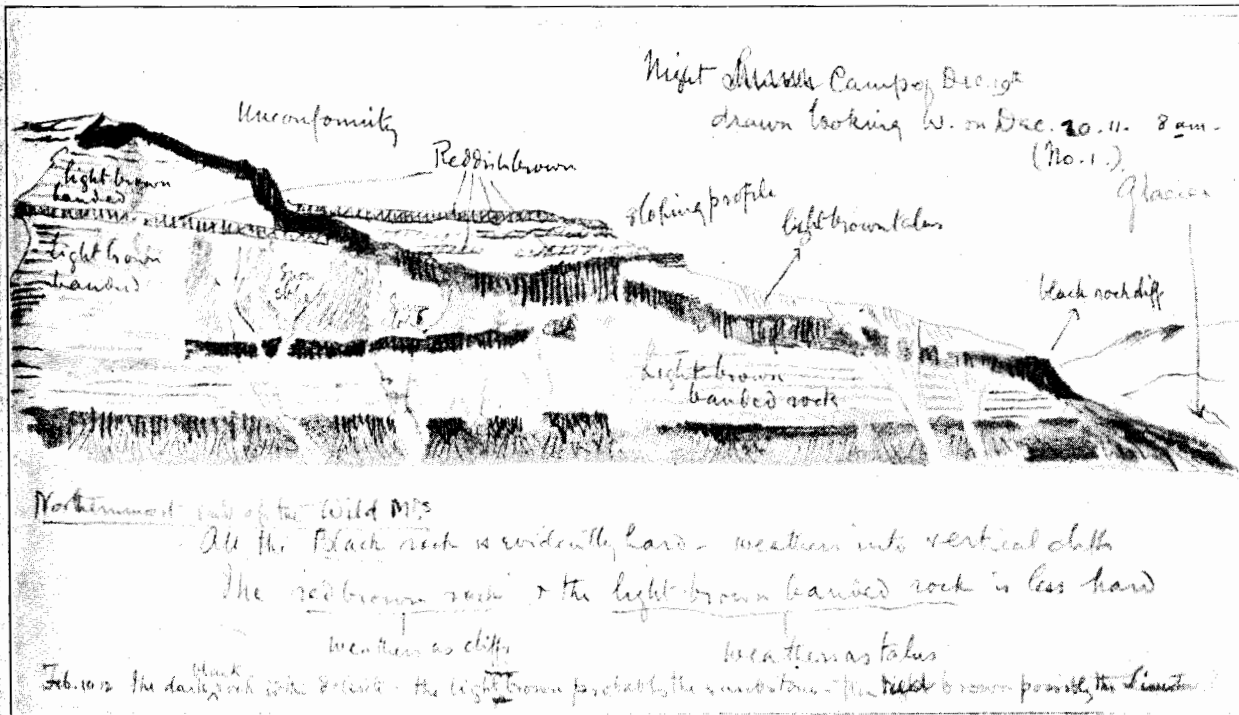 Night Camp of Dec. 19th
drawn looking W. on Dec. 20. 11. 8 am.
(No. 1.)
Unconformity
Reddish brown
Glacier
light brown
banded
sloping profile
light brown talus
light brown
banded
black rock cliff
Light brown
banded rock
Northernmost end of the Wild Mts
All the Black rock is evidently hard - weathers into vertical cliffs
The red brown rock & the light brown banded rock is less hard
weathers as cliffs
weathers as talus
black
Feb. 10 12 The dark rock is the dolerite - the light brown probably the sandstone - the brown possibly the